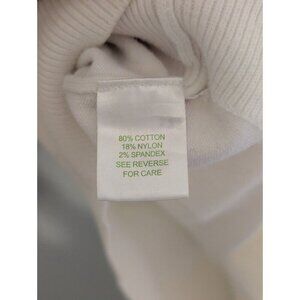 80% COTTON
18% NYLON
2% SPANDEX
SEE REVERSE
FOR CARE